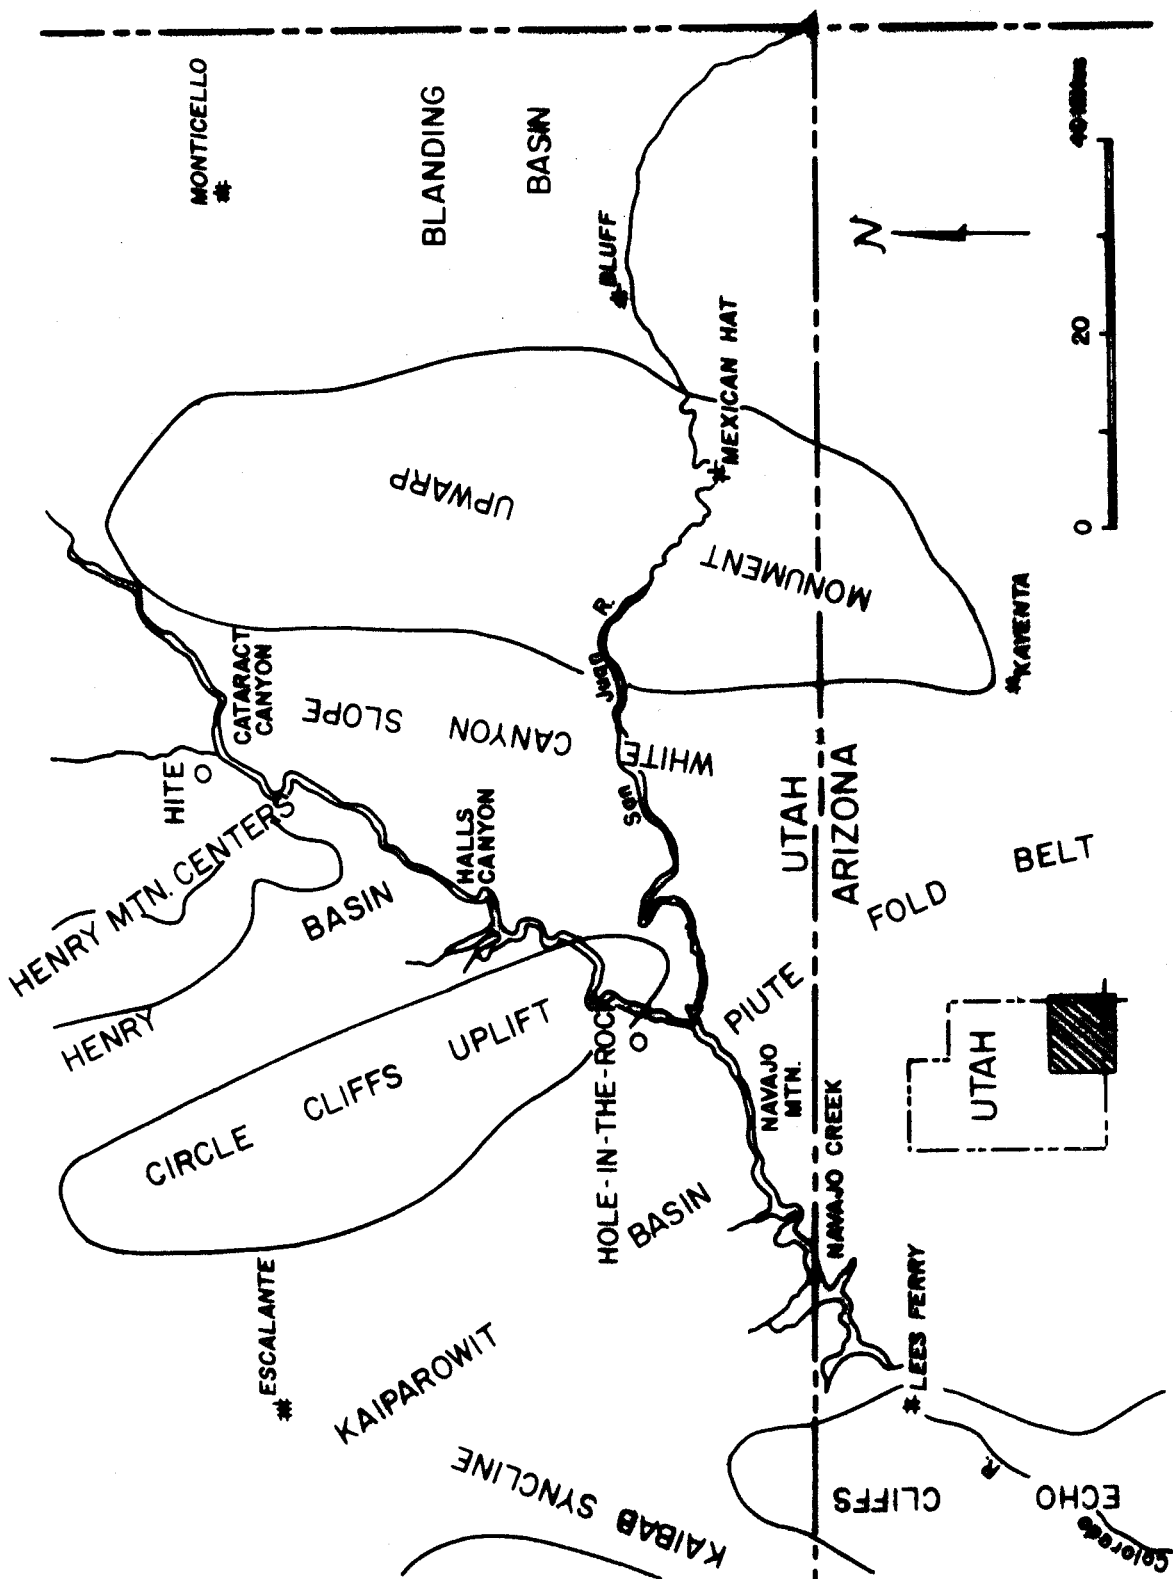 MONTICELLO
BLANDING
BASIN
BLUFF
MEXICAN HAT
N
40 Miles
20
0
UPWARP
MONUMENT
KAYENTA
CATARACT
CANYON
HITE
WHITE
CANYON
SLOPE
San
Juan
R.
HENRY MTN. CENTERS
HENRY
BASIN
HALLS
CANYON
UTAH
ARIZONA
PIUTE
FOLD
BELT
CIRCLE
CLIFFS
UPLIFT
HOLE-IN-THE-ROCK
NAVAJO
MTN.
NAVAJO CREEK
UTAH
ESCALANTE
KAIPAROWIT
BASIN
LEES FERRY
KAIBAB SYNCLINE
ECHO
CLIFFS
Colorado
R.